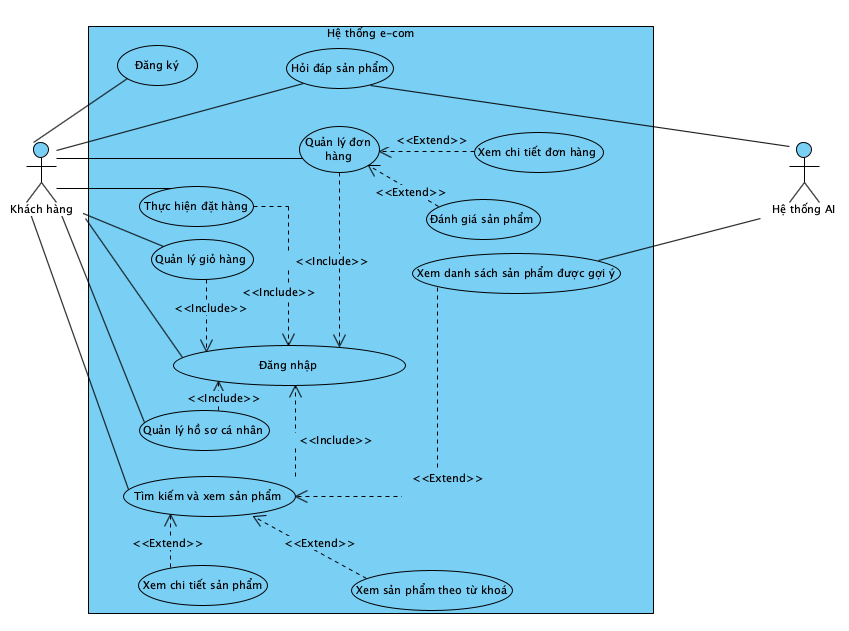 Hệ thống e-com
Đăng ký
Hỏi đáp sản phẩm
Quản lý đơn
hàng
<<Extend>>
Xem chi tiết đơn hàng
<<Extend>>
Khách hàng
Hệ thống AI
Thực hiện đặt hàng
Đánh giá sản phẩm
Quản lý giỏ hàng
<<Include>>
Xem danh sách sản phẩm được gợi ý
<<Include>>
<<Include>>
Đăng nhập
<<Include>>
Quản lý hồ sơ cá nhân
<<Include>>
<<Extend>>
Tìm kiếm và xem sản phẩm
<<Extend>>
<<Extend>>
Xem chi tiết sản phẩm
Xem sản phẩm theo từ khoá